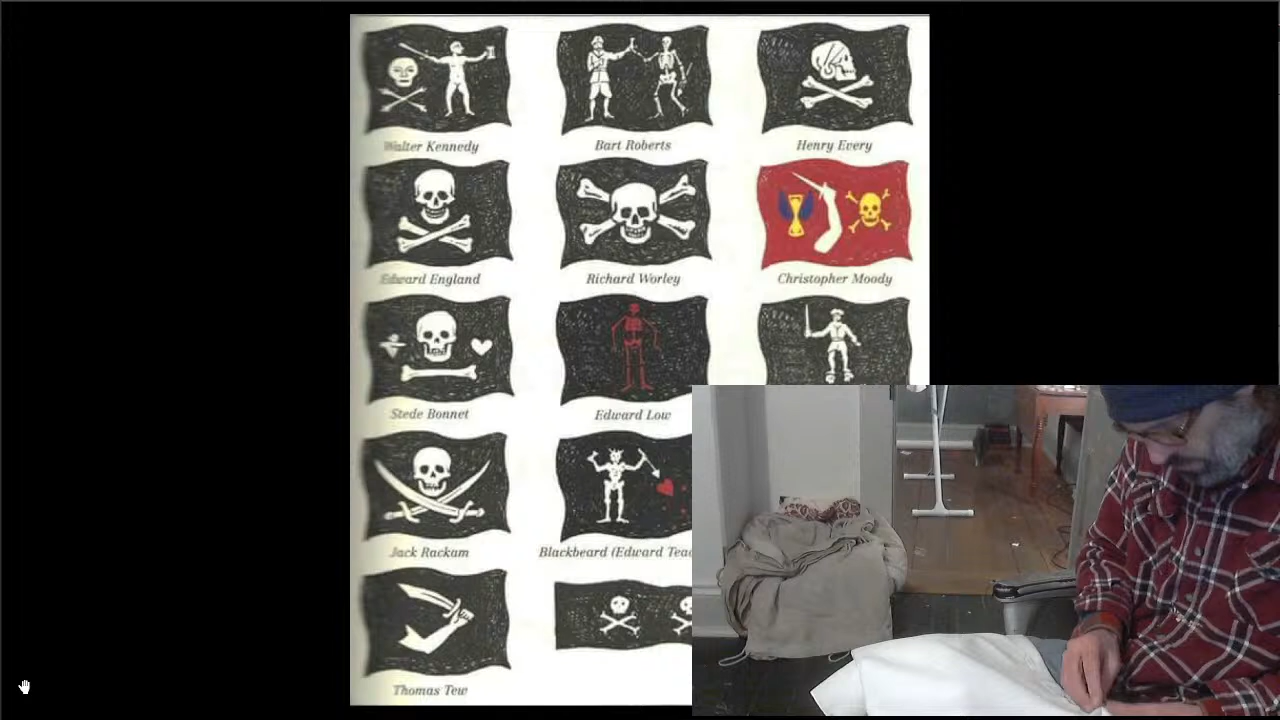 Walter Kennedy
Bart Roberts
Henry Every
Edward England
Richard Worley
Christopher Moody
Stede Bonnet
Edward Low
Jack Rackam
Blackbeard (Edward Teac
Thomas Tew